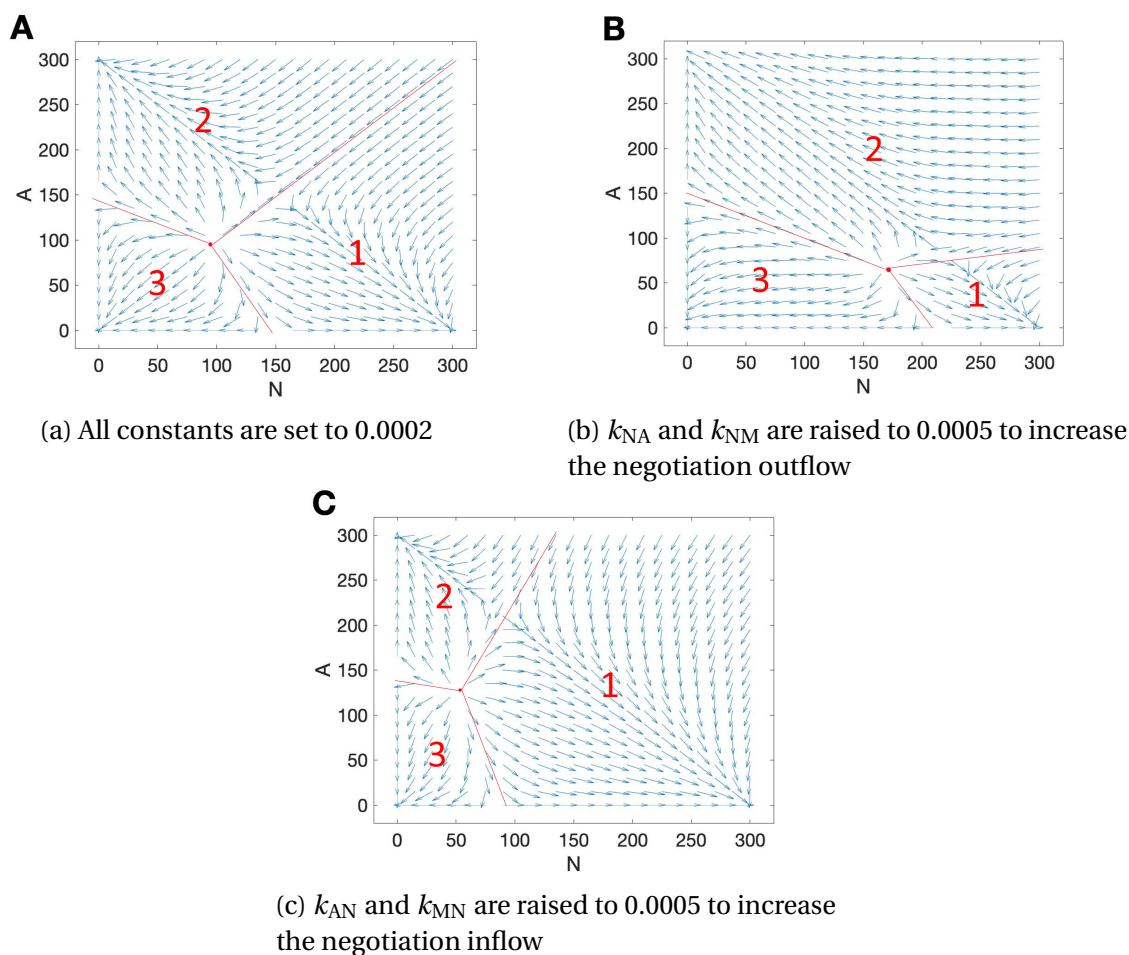 A
300
250
200
150
100
50
0
A
2
1
3
0 50 100 150 200 250 300
N
(a) All constants are set to 0.0002
B
300
250
200
150
100
50
0
A
2
3
1
0 50 100 150 200 250 300
N
(b) kNA and kNM are raised to 0.0005 to increase
the negotiation outflow
C
300
250
200
150
100
50
0
A
2
1
3
0 50 100 150 200 250 300
N
(c) kAN and kMN are raised to 0.0005 to increase
the negotiation inflow